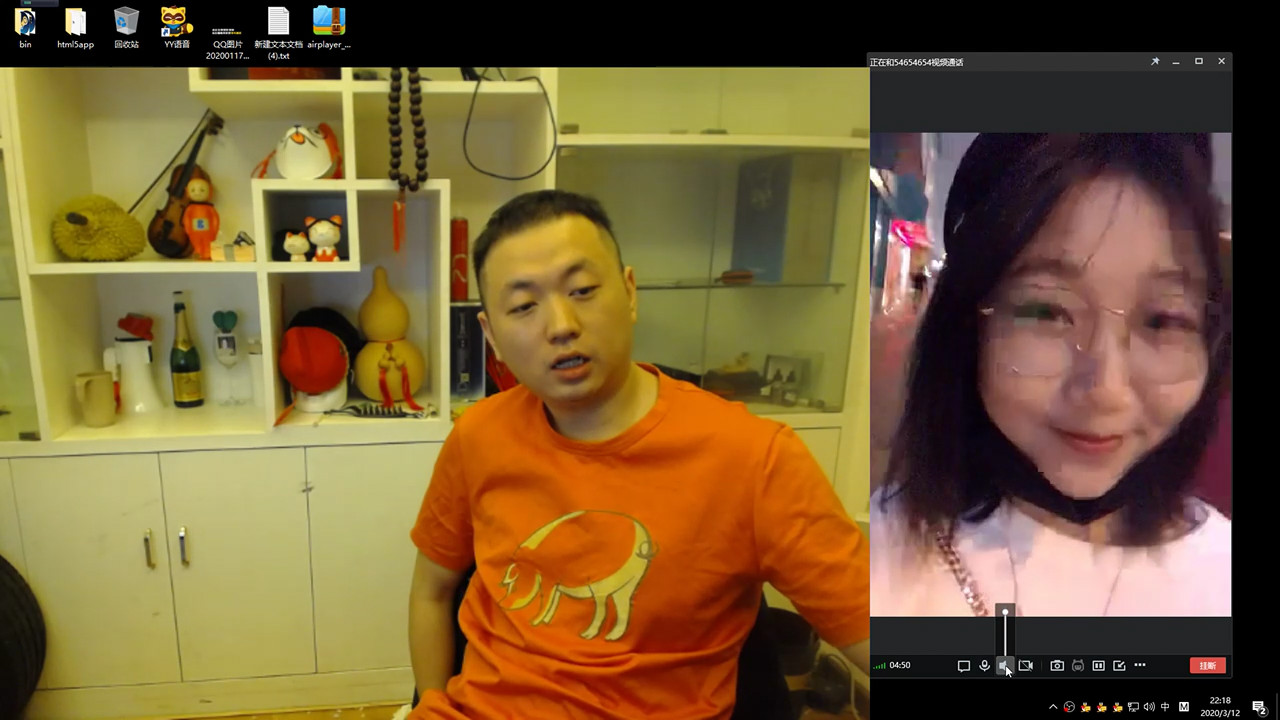 bin
html5app
回收站
YY语音
QQ图片
20200117...
新建文本文档
(4).txt
airplayer_...
正在和54654654视频通话
04:50
挂断
中
M
22:18
2020/3/12
2